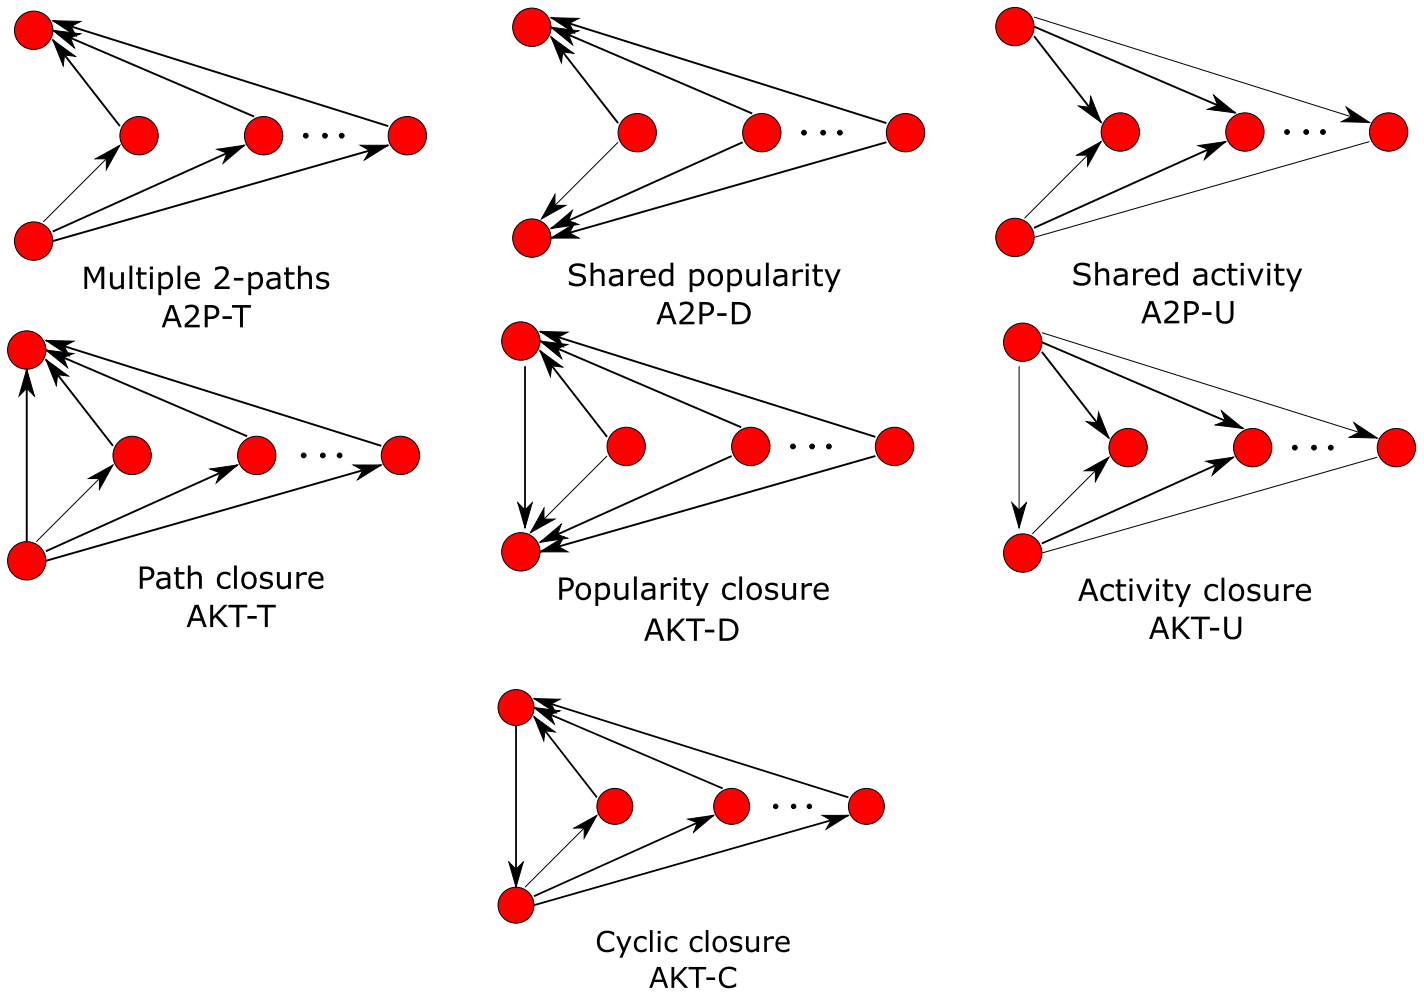 Multiple 2-paths
A2P-T
Shared popularity
A2P-D
Shared activity
A2P-U
Path closure
AKT-T
Popularity closure
AKT-D
Activity closure
AKT-U
Cyclic closure
AKT-C